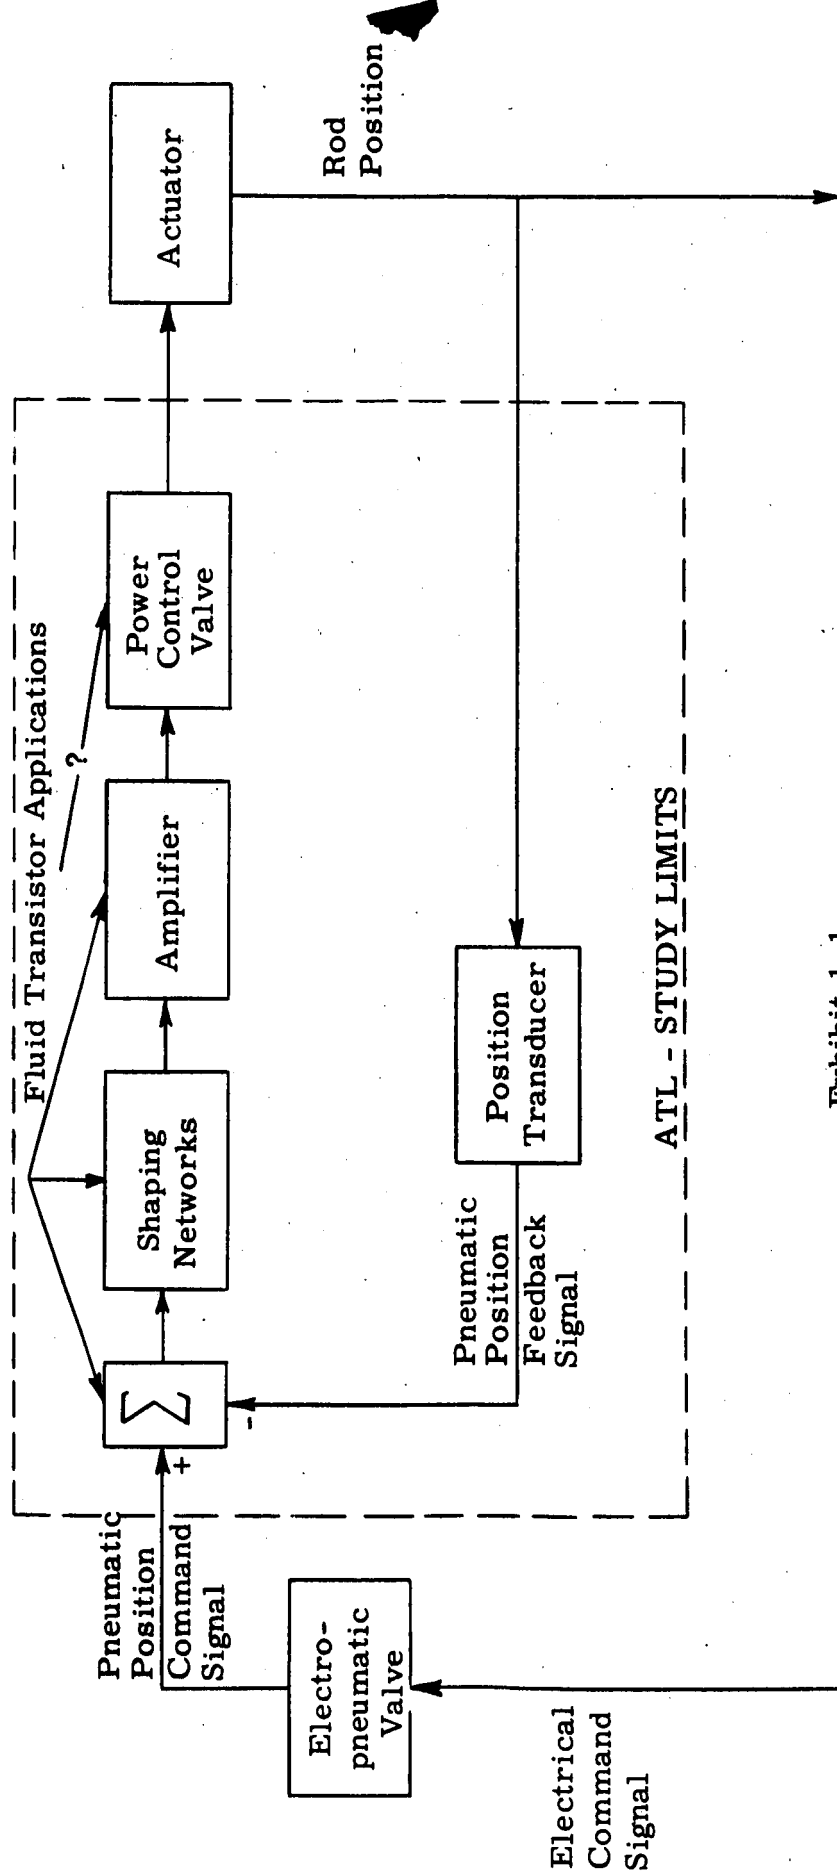 Fluid Transistor Applications
?
Pneumatic
Position
Command
Signal
+
-
Σ
Shaping
Networks
Amplifier
Power
Control
Valve
Actuator
Rod
Position
Electro-
pneumatic
Valve
Electrical
Command
Signal
Pneumatic
Position
Feedback
Signal
Position
Transducer
ATL - STUDY LIMITS